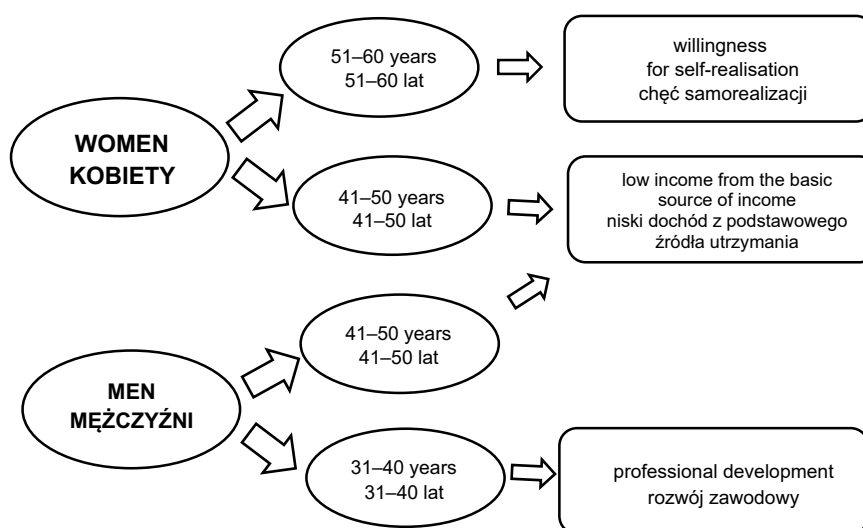 51–60 years
51–60 lat
willingness
for self-realisation
chęć samorealizacji
WOMEN
KOBIETY
41–50 years
41–50 lat
low income from the basic
source of income
niski dochód z podstawowego
źródła utrzymania
41–50 years
41–50 lat
MEN
MĘŻCZYŹNI
31–40 years
31–40 lat
professional development
rozwój zawodowy